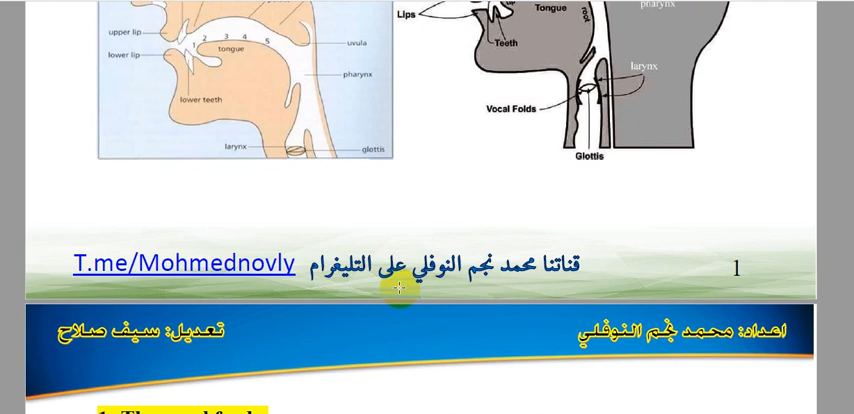 upper lip
lower lip
1 2 3 4 5
tongue
uvula
pharynx
lower teeth
larynx
glottis
Lips
Tongue
root
pharynx
Teeth
larynx
Vocal Folds
Glottis
T.me/Mohmednovly قناتنا محمد نجم النوفلي على التليغرام
1
اعداد: محمد نجم النوفلي
تعديل: سيف صلاح